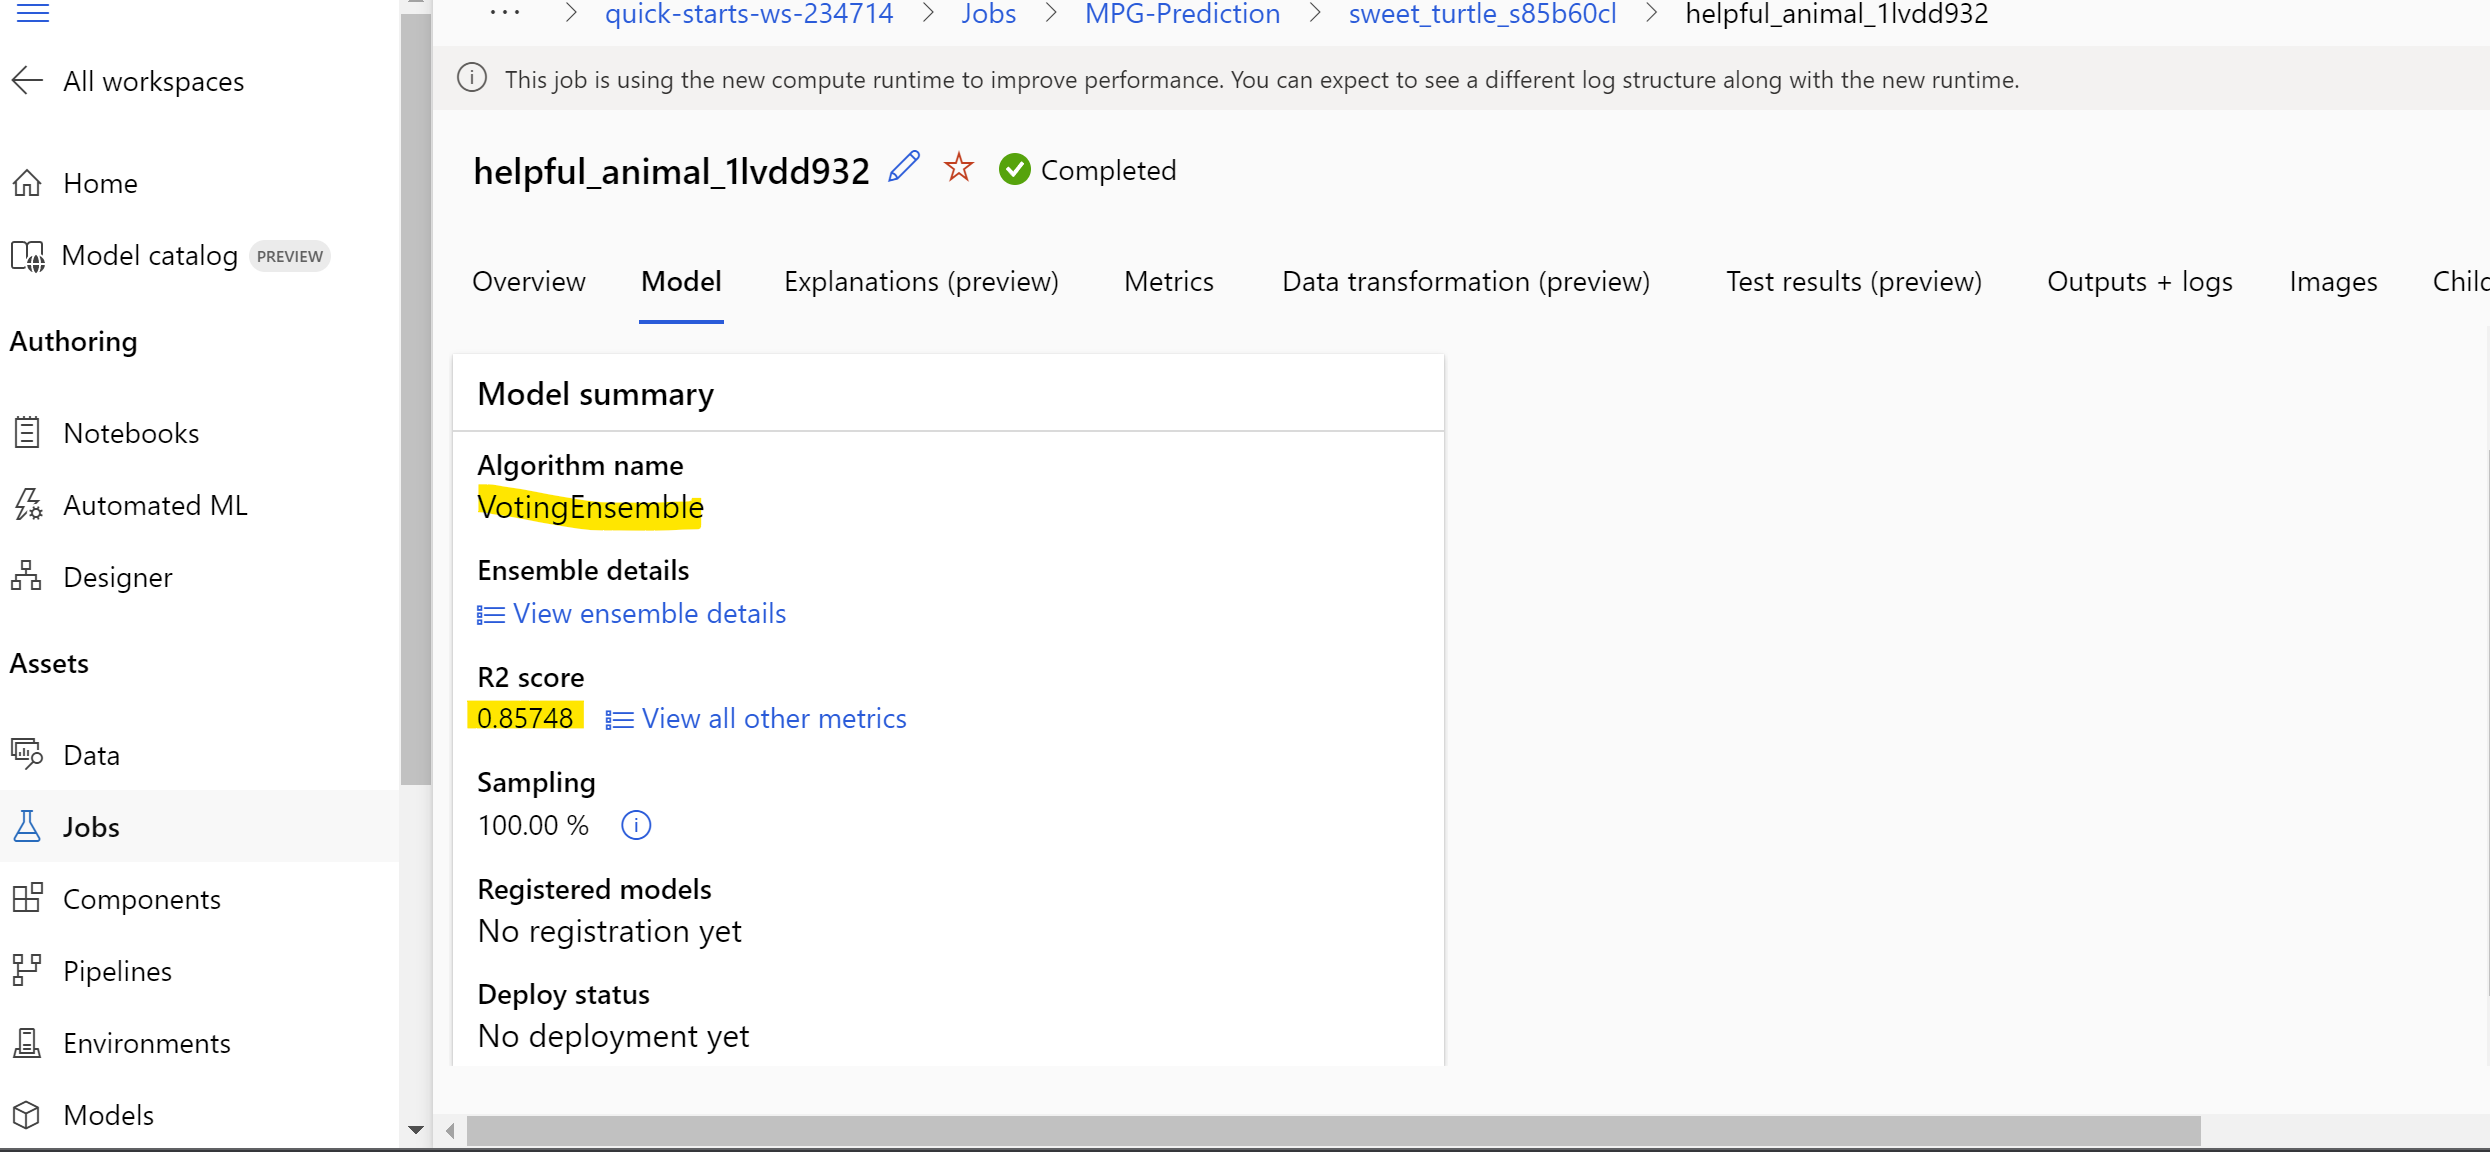 ··· > quick-starts-ws-234714 > Jobs > MPG-Prediction > sweet_turtle_s85b60cl > helpful_animal_1lvdd932
All workspaces
Home
Model catalog PREVIEW
Authoring
Notebooks
Automated ML
Designer
Assets
Data
Jobs
Components
Pipelines
Environments
Models
This job is using the new compute runtime to improve performance. You can expect to see a different log structure along with the new runtime.
helpful_animal_1lvdd932 Completed
Overview Model Explanations (preview) Metrics Data transformation (preview) Test results (preview) Outputs + logs Images Chil
Model summary
Algorithm name
VotingEnsemble
Ensemble details
View ensemble details
R2 score
0.85748 View all other metrics
Sampling
100.00 %
Registered models
No registration yet
Deploy status
No deployment yet